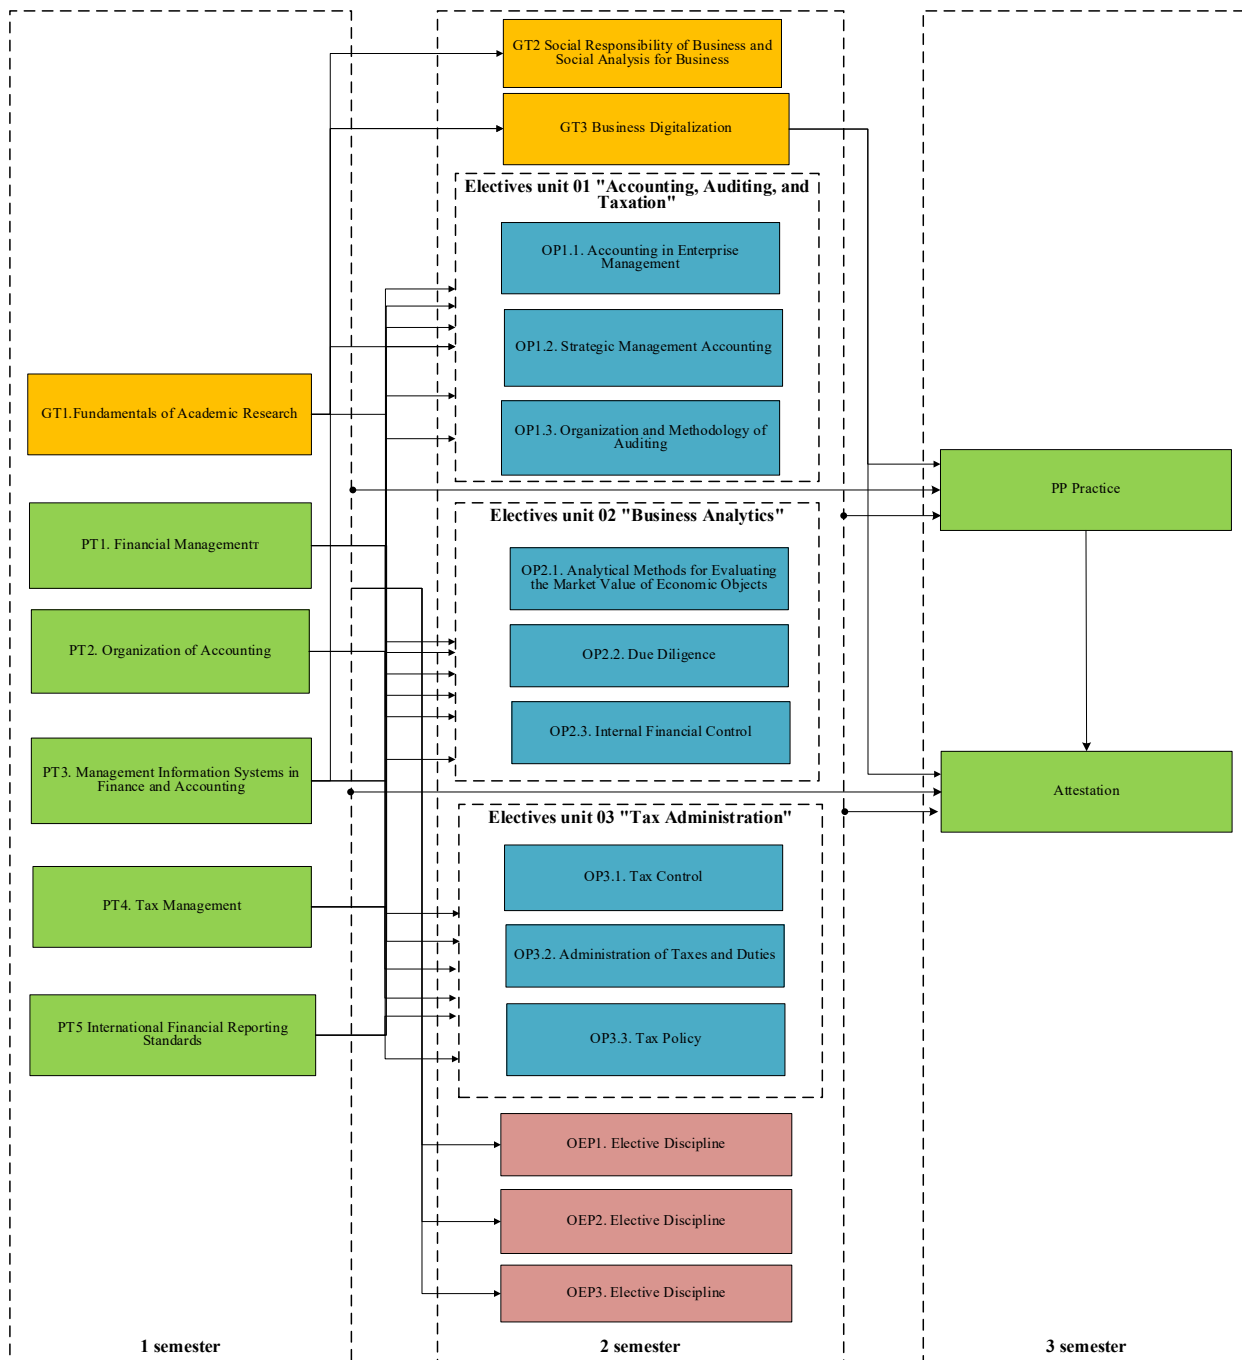 GT2 Social Responsibility of Business and
Social Analysis for Business
GT3 Business Digitalization
Electives unit 01 "Accounting, Auditing, and
Taxation"
OP1.1. Accounting in Enterprise
Management
OP1.2. Strategic Management Accounting
OP1.3. Organization and Methodology of
Auditing
GT1.Fundamentals of Academic Research
PT1. Financial Managementт
PT2. Organization of Accounting
PT3. Management Information Systems in
Finance and Accounting
PT4. Tax Management
PT5 International Financial Reporting
Standards
Electives unit 02 "Business Analytics"
OP2.1. Analytical Methods for Evaluating
the Market Value of Economic Objects
OP2.2. Due Diligence
OP2.3. Internal Financial Control
Electives unit 03 "Tax Administration"
OP3.1. Tax Control
OP3.2. Administration of Taxes and Duties
OP3.3. Tax Policy
OEP1. Elective Discipline
OEP2. Elective Discipline
OEP3. Elective Discipline
PP Practice
Attestation
1 semester
2 semester
3 semester